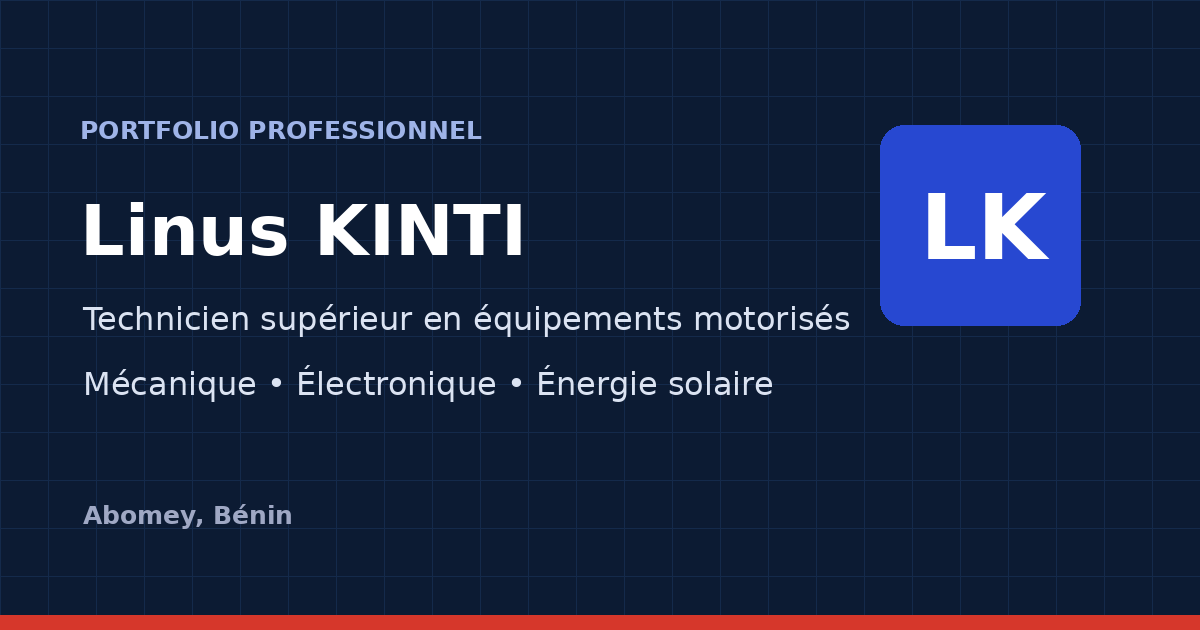 PORTFOLIO PROFESSIONNEL
Linus KINTI
LK
Technicien supérieur en équipements motorisés
Mécanique • Électronique • Énergie solaire
Abomey, Bénin